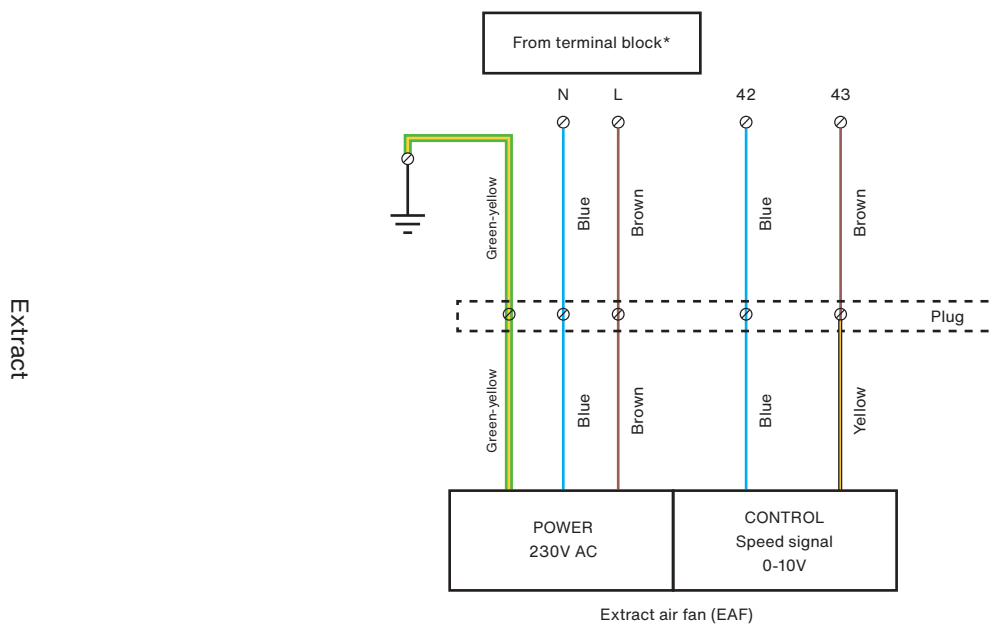 From terminal block*
N L 42 43
Green-yellow
Blue
Brown
Blue
Brown
Extract
Plug
Green-yellow
Blue
Brown
Blue
Yellow
POWER
230V AC
CONTROL
Speed signal
0-10V
Extract air fan (EAF)